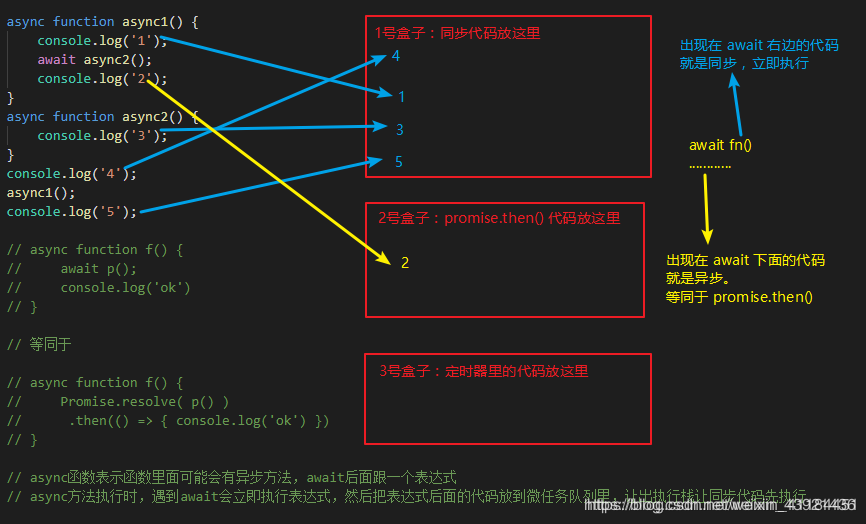 async function async1() {
console.log('1');
await async2();
console.log('2');
}
async function async2() {
console.log('3');
}
console.log('4');
async1();
console.log('5');
// async function f() {
//     await p();
//     console.log('ok')
// }
// 等同于
// async function f() {
//     Promise.resolve( p() )
//      .then(() => { console.log('ok') })
// }
// async函数表示函数里面可能会有异步方法，await后面跟一个表达式
// async方法执行时，遇到await会立即执行表达式，然后把表达式后面的代码放到微任务队列里，让出执行栈让同步代码先执行
1号盒子：同步代码放这里
4
1
3
5
2号盒子：promise.then() 代码放这里
2
3号盒子：定时器里的代码放这里
出现在 await 右边的代码
就是同步，立即执行
await fn()
............
出现在 await 下面的代码
就是异步。
等同于 promise.then()